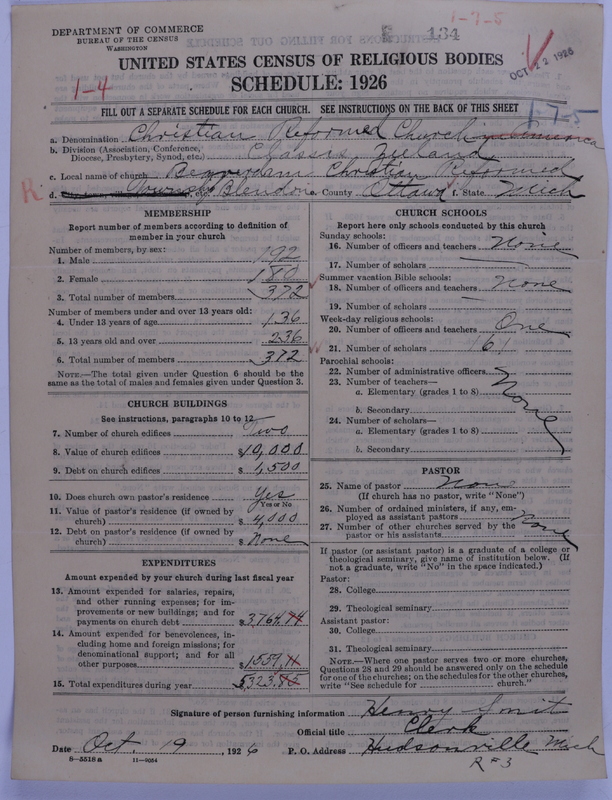 1-7-5
DEPARTMENT OF COMMERCE
BUREAU OF THE CENSUS
WASHINGTON
134
OCT 22 1926
UNITED STATES CENSUS OF RELIGIOUS BODIES
SCHEDULE: 1926
1-4
FILL OUT A SEPARATE SCHEDULE FOR EACH CHURCH. SEE INSTRUCTIONS ON THE BACK OF THIS SHEET
1-7-5
a. Denomination Christian Reformed Church in America
b. Division (Association, Conference, Diocese, Presbytery, Synod, etc.) Classis Zeeland
c. Local name of church Beaverdam Christian Reformed
R d. Township Blendon e. County Ottawa f. State Mich
MEMBERSHIP
Report number of members according to definition of member in your church
Number of members, by sex:
1. Male 192
2. Female 180
3. Total number of members 372
Number of members under and over 13 years old:
4. Under 13 years of age 136
5. 13 years old and over 236
6. Total number of members 372
NOTE.—The total given under Question 6 should be the same as the total of males and females given under Question 3.
CHURCH BUILDINGS
See instructions, paragraphs 10 to 12
7. Number of church edifices Two
8. Value of church edifices $10,000
9. Debt on church edifices $4,500
10. Does church own pastor's residence Yes
Yes or No
11. Value of pastor's residence (if owned by church) $4,000
12. Debt on pastor's residence (if owned by church) $None
EXPENDITURES
Amount expended by your church during last fiscal year
13. Amount expended for salaries, repairs, and other running expenses; for improvements or new buildings; and for payments on church debt $3,764.74
14. Amount expended for benevolences, including home and foreign missions; for denominational support; and for all other purposes $1559.11
15. Total expenditures during year $5323.85
CHURCH SCHOOLS
Report here only schools conducted by this church
Sunday schools:
16. Number of officers and teachers None
17. Number of scholars
Summer vacation Bible schools:
18. Number of officers and teachers None
19. Number of scholars
Week-day religious schools:
20. Number of officers and teachers One
21. Number of scholars 161
Parochial schools:
22. Number of administrative officers
23. Number of teachers—
a. Elementary (grades 1 to 8) None
b. Secondary
24. Number of scholars—
a. Elementary (grades 1 to 8)
b. Secondary
PASTOR
25. Name of pastor None
(If church has no pastor, write "None")
26. Number of ordained ministers, if any, employed as assistant pastors None
27. Number of other churches served by the pastor or his assistants
If pastor (or assistant pastor) is a graduate of a college or theological seminary, give name of institution below. (If not a graduate, write "No" in the space indicated.)
Pastor:
28. College
29. Theological seminary
Assistant pastor:
30. College
31. Theological seminary
NOTE.—Where one pastor serves two or more churches, Questions 28 and 29 should be answered only on the schedule for one of the churches; on the schedules for the other churches, write "See schedule for ........ church."
Signature of person furnishing information Henry Smit
Official title Clerk
Date Oct 19, 1926 P. O. Address Hudsonville Mich
R#3
8—5518 a 11—9054